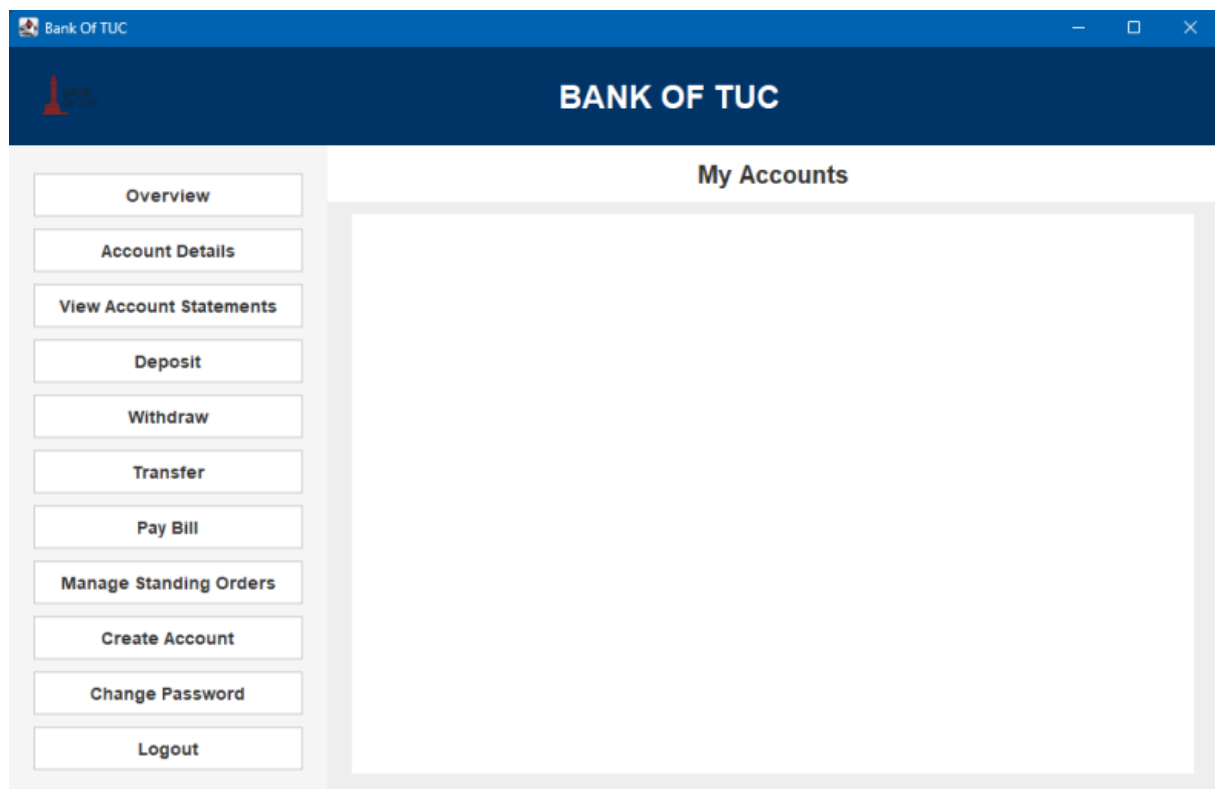 Bank Of TUC
BANK OF TUC
My Accounts
Overview
Account Details
View Account Statements
Deposit
Withdraw
Transfer
Pay Bill
Manage Standing Orders
Create Account
Change Password
Logout